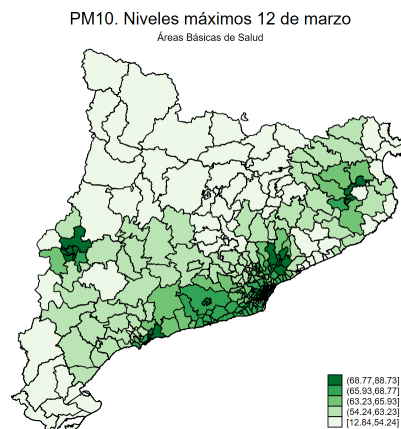 PM10. Niveles máximos 12 de marzo
Áreas Básicas de Salud
(68.77,88.73]
(65.93,68.77]
(63.23,65.93]
(54.24,63.23]
[12.84,54.24]